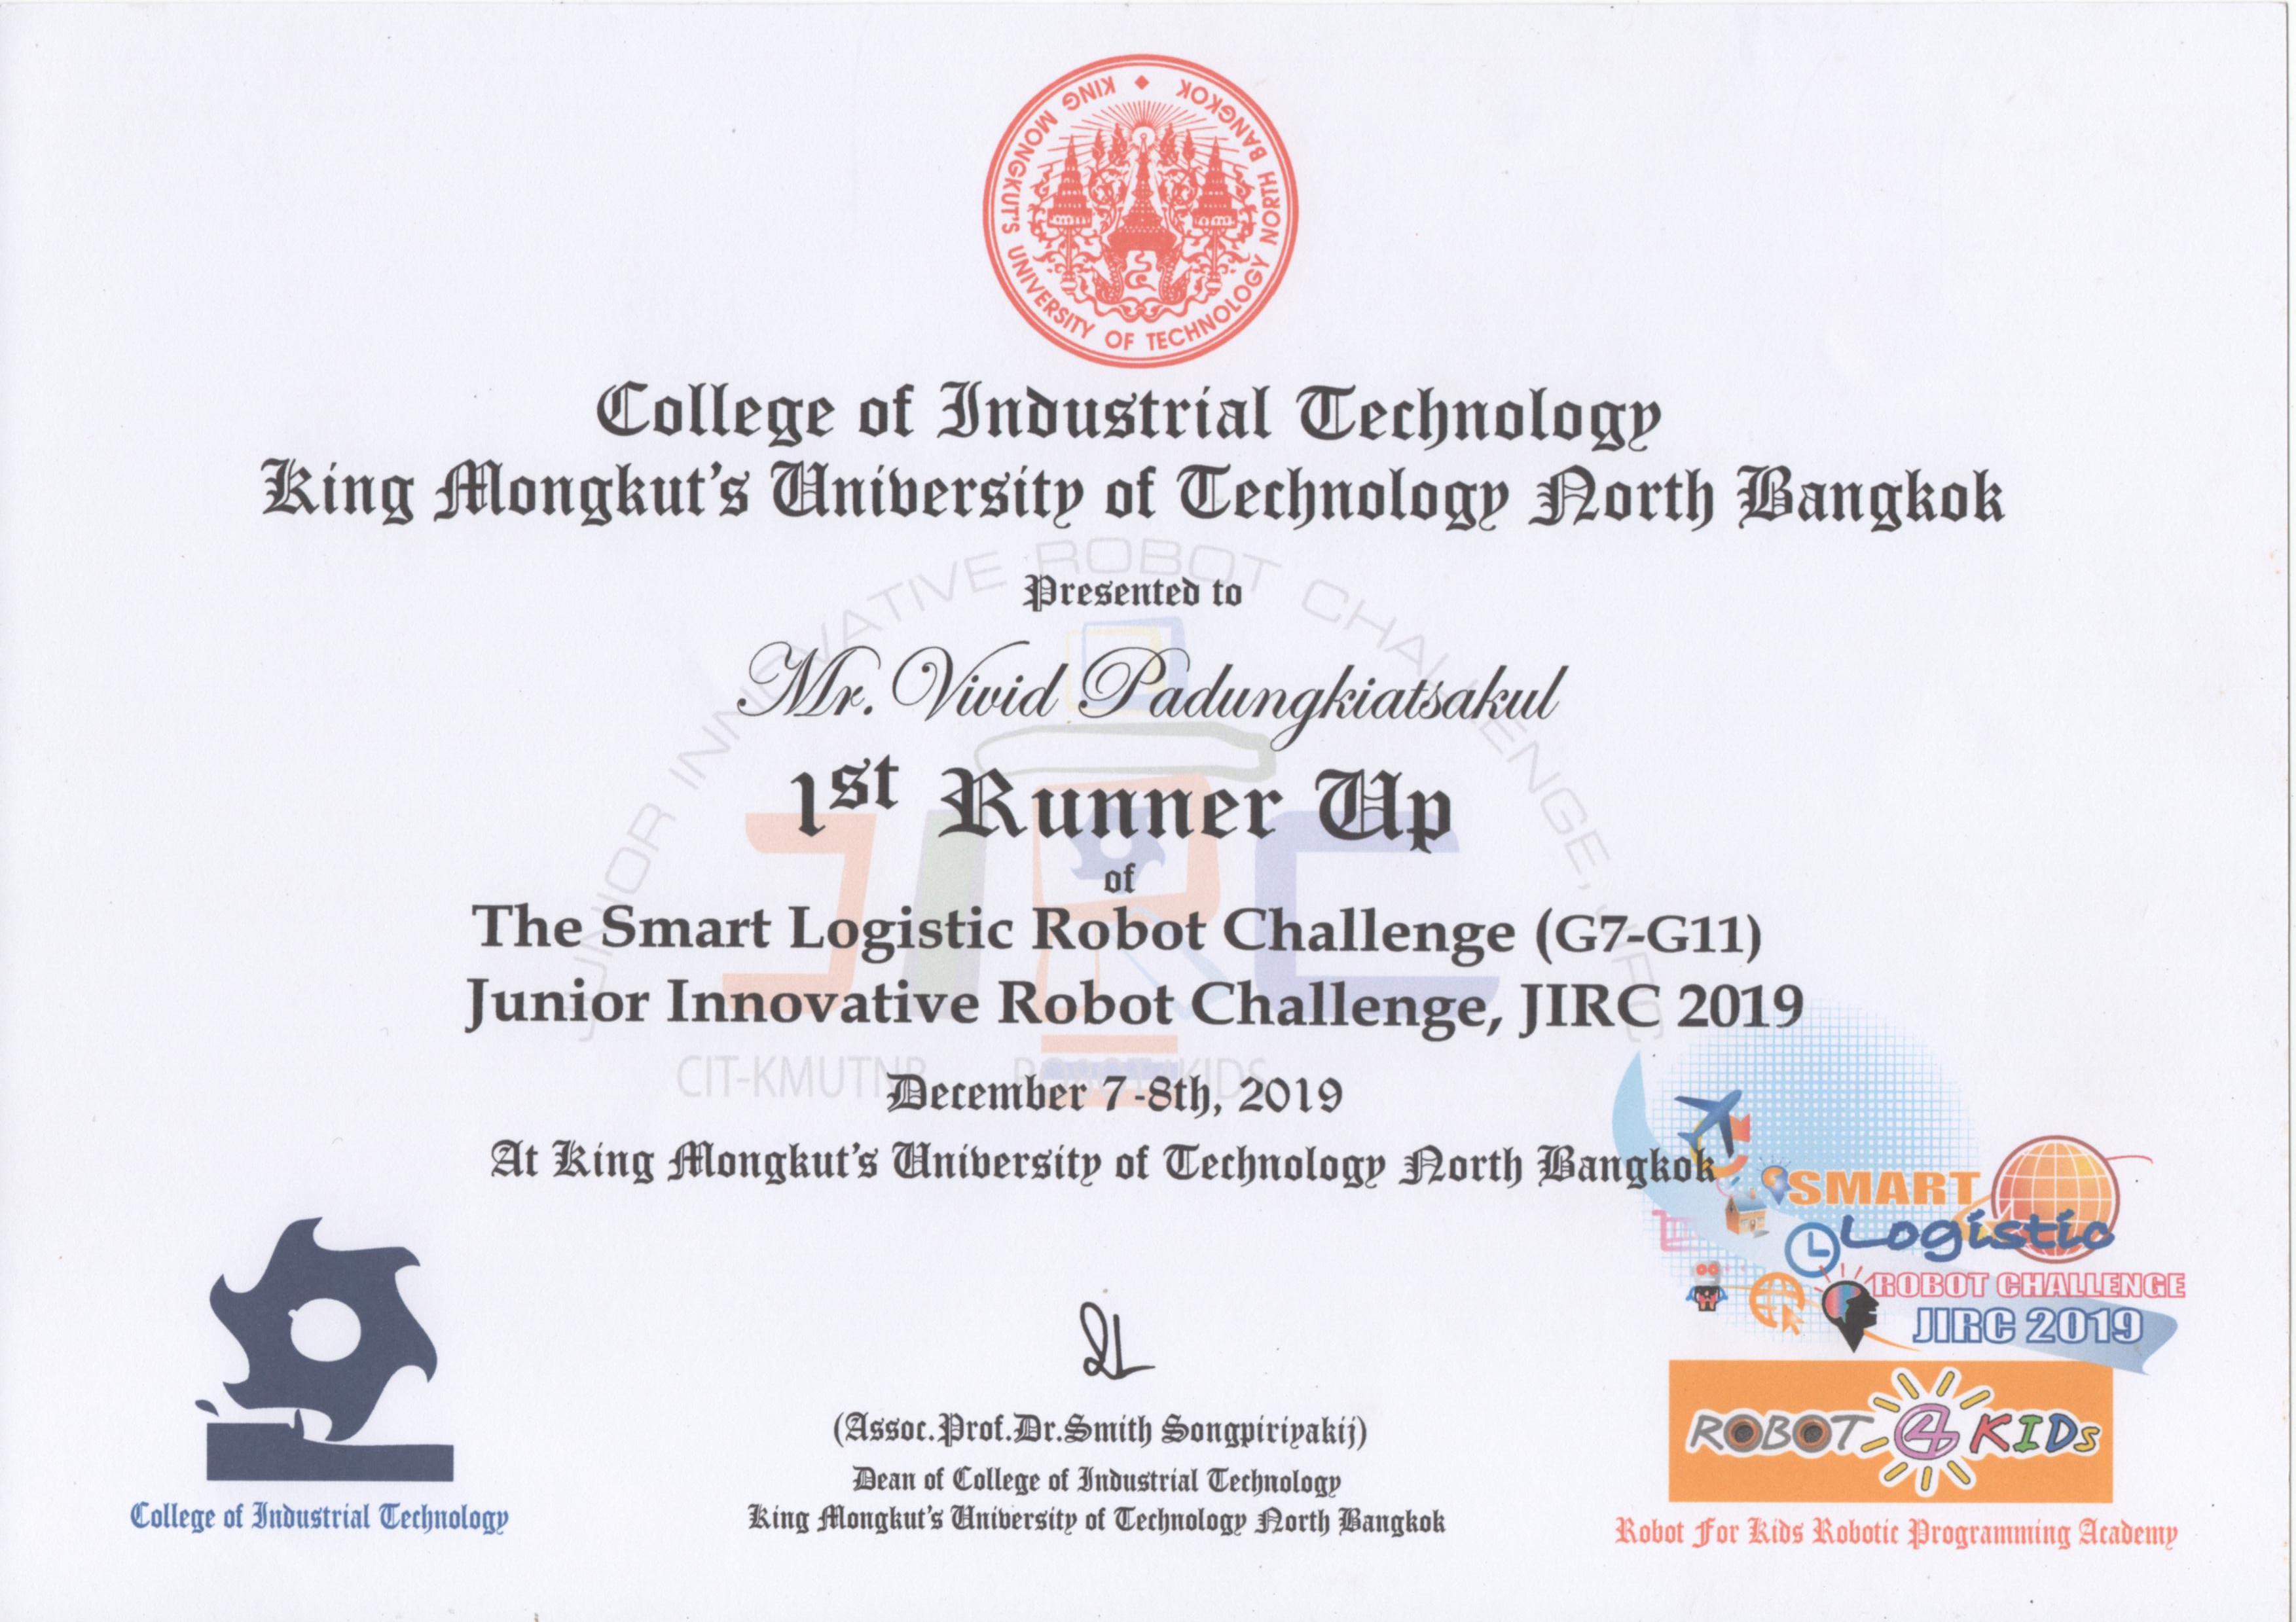 KING MONGKUT'S UNIVERSITY OF TECHNOLOGY NORTH BANGKOK
College of Industrial Technology
King Mongkut's University of Technology North Bangkok
JUNIOR INNOVATIVE ROBOT CHALLENGE, JIRC
Presented to
Mr. Vivid Padungkiatsakul
1st Runner Up
JIRC
of
The Smart Logistic Robot Challenge (G7-G11)
Junior Innovative Robot Challenge, JIRC 2019
CIT-KMUTNB
December 7-8th, 2019
At King Mongkut's University of Technology North Bangkok
SMART
Logistic
ROBOT CHALLENGE
JIRC 2019
(Assoc.Prof.Dr.Smith Songpiriyakij)
Dean of College of Industrial Technology
King Mongkut's University of Technology North Bangkok
College of Industrial Technology
ROBOT 4 KIDs
Robot For Kids Robotic Programming Academy